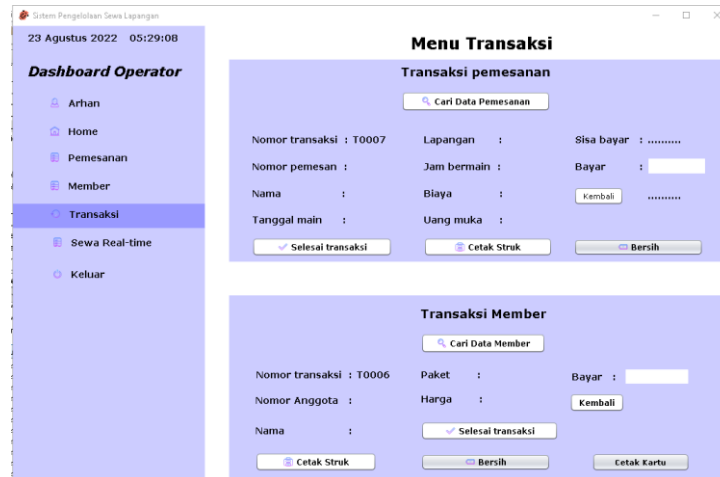 Sistem Pengelolaan Sewa Lapangan
23 Agustus 2022 05:29:08
Dashboard Operator
Arhan
Home
Pemesanan
Member
Transaksi
Sewa Real-time
Keluar
Menu Transaksi
Transaksi pemesanan
Cari Data Pemesanan
Nomor transaksi : T0007 Lapangan : Sisa bayar : ..........
Nomor pemesan : Jam bermain : Bayar :
Nama : Biaya : Kembali ..........
Tanggal main : Uang muka :
Selesai transaksi Cetak Struk Bersih
Transaksi Member
Cari Data Member
Nomor transaksi : T0006 Paket : Bayar :
Nomor Anggota : Harga : Kembali
Nama : Selesai transaksi
Cetak Struk Bersih Cetak Kartu